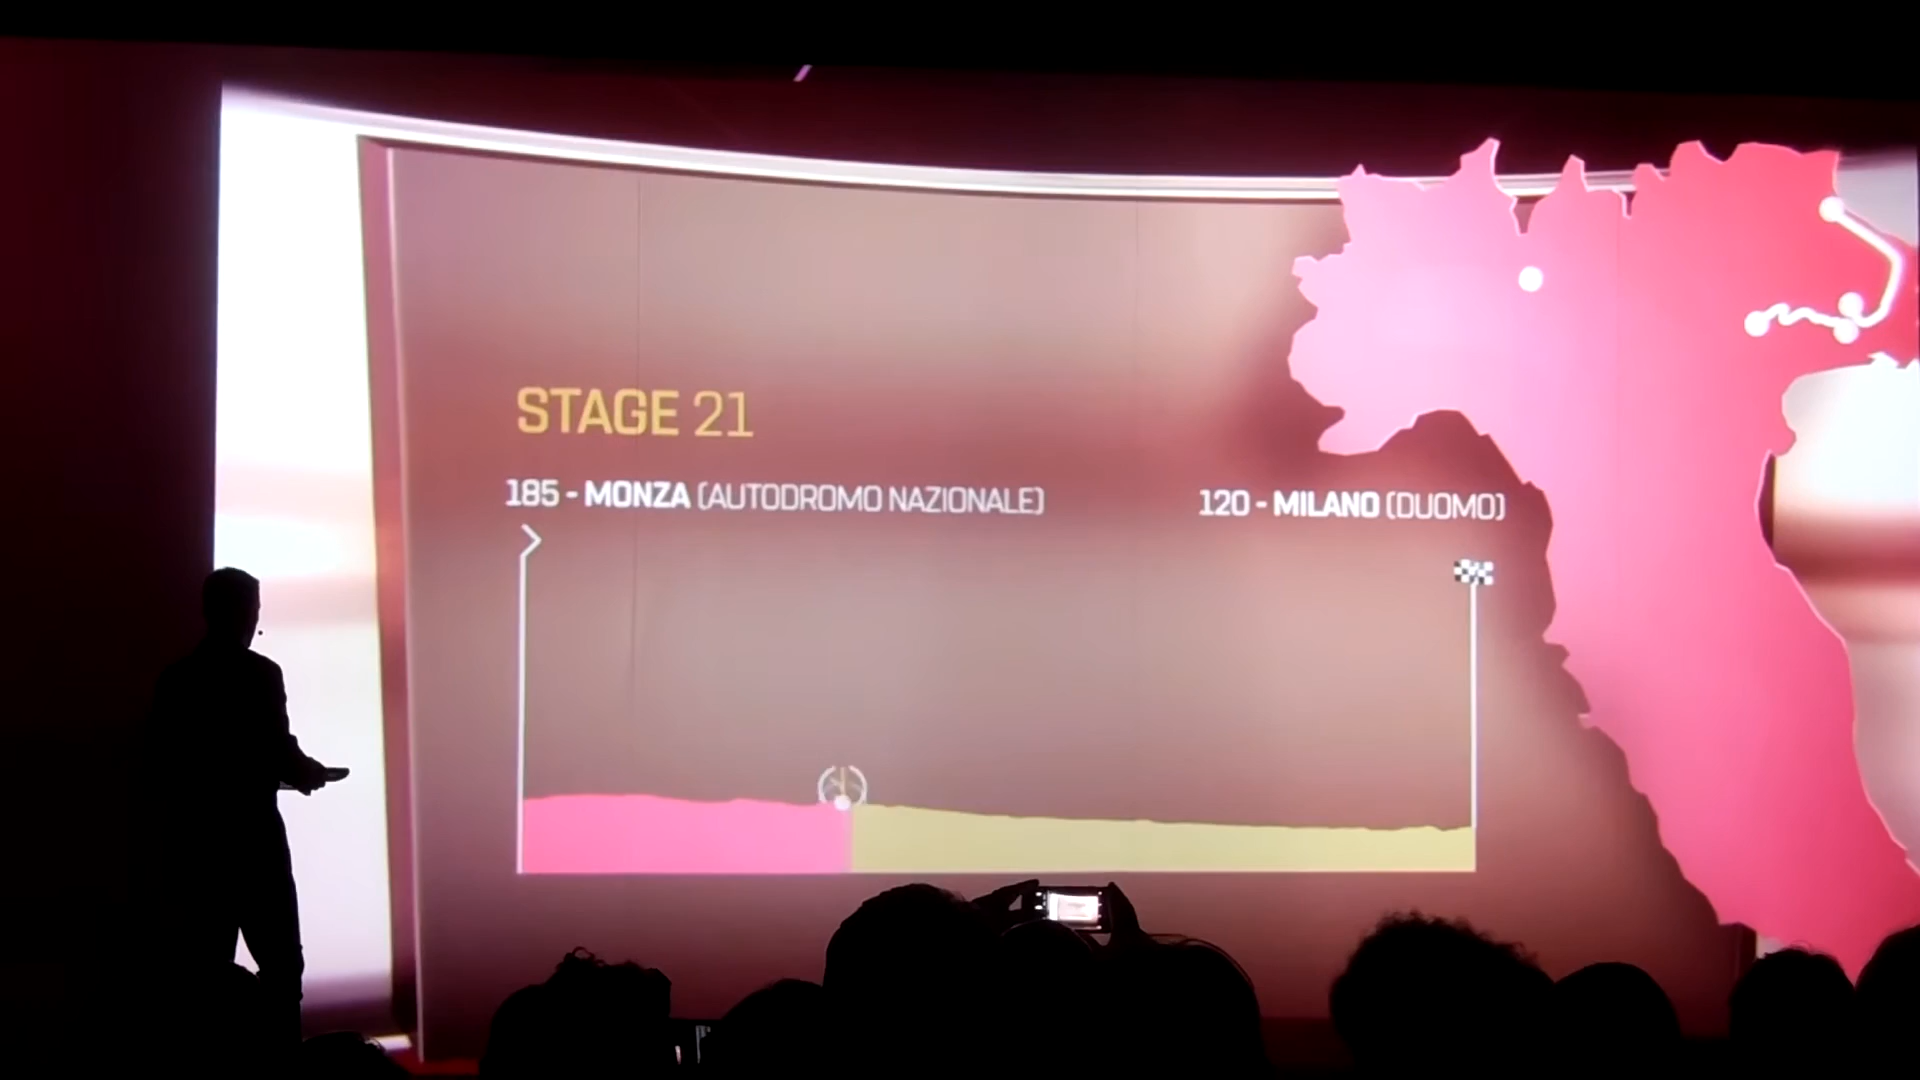 STAGE 21
185 - MONZA (AUTODROMO NAZIONALE)
120 - MILANO (DUOMO)